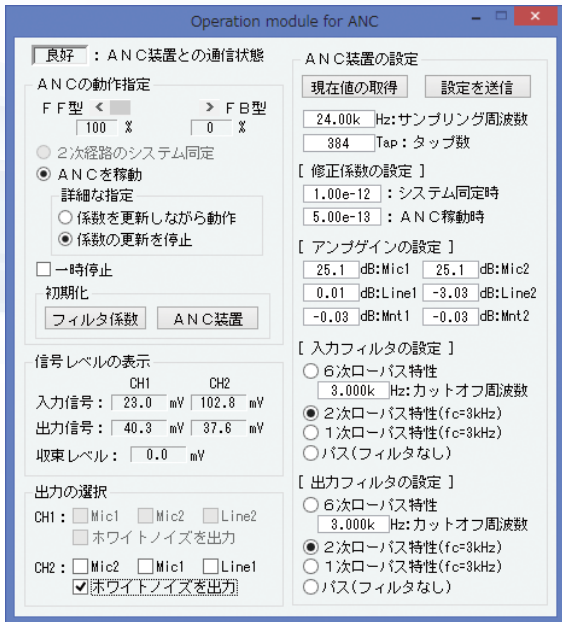 Operation module for ANC
良好 : ANC装置との通信状態
ANCの動作指定
FF型 < > FB型
100 % 0 %
2次経路のシステム同定
ANCを稼動
詳細な指定
係数を更新しながら動作
係数の更新を停止
一時停止
初期化
フィルタ係数 ANC装置
信号レベルの表示
CH1 CH2
入力信号: 23.0 mV 102.8 mV
出力信号: 40.3 mV 37.6 mV
収束レベル: 0.0 mV
出力の選択
CH1: Mic1 Mic2 Line2
ホワイトノイズを出力
CH2: Mic2 Mic1 Line1
ホワイトノイズを出力
ANC装置の設定
現在値の取得 設定を送信
24.00k Hz:サンプリング周波数
384 Tap:タップ数
[ 修正係数の設定 ]
1.00e-12 :システム同定時
5.00e-13 :ANC稼動時
[ アンプゲインの設定 ]
25.1 dB:Mic1 25.1 dB:Mic2
0.01 dB:Line1 -3.03 dB:Line2
-0.03 dB:Mnt1 -0.03 dB:Mnt2
[ 入力フィルタの設定 ]
6次ローパス特性
3.000k Hz:カットオフ周波数
2次ローパス特性(fc=3kHz)
1次ローパス特性(fc=3kHz)
パス(フィルタなし)
[ 出力フィルタの設定 ]
6次ローパス特性
3.000k Hz:カットオフ周波数
2次ローパス特性(fc=3kHz)
1次ローパス特性(fc=3kHz)
パス(フィルタなし)